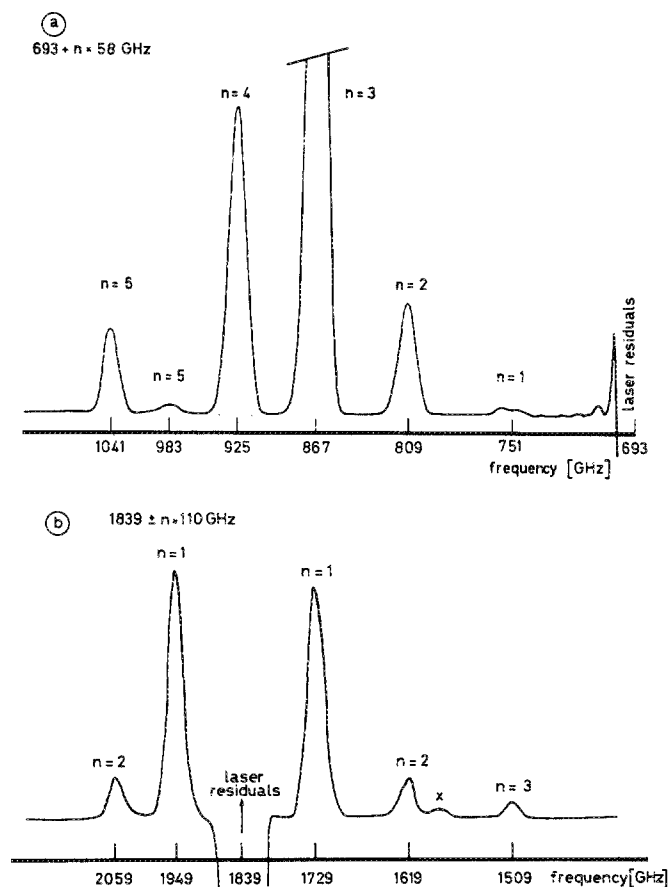 a
693 + n × 58 GHz
n = 4
n = 3
n = 5
n = 2
n = 5
n = 1
laser residuals
1041 983 925 867 809 751 693
frequency [GHz]
b
1839 ± n × 110 GHz
n = 1
n = 1
n = 2
laser
residuals
n = 2
x
n = 3
2059 1949 1839 1729 1619 1509 frequency [GHz]